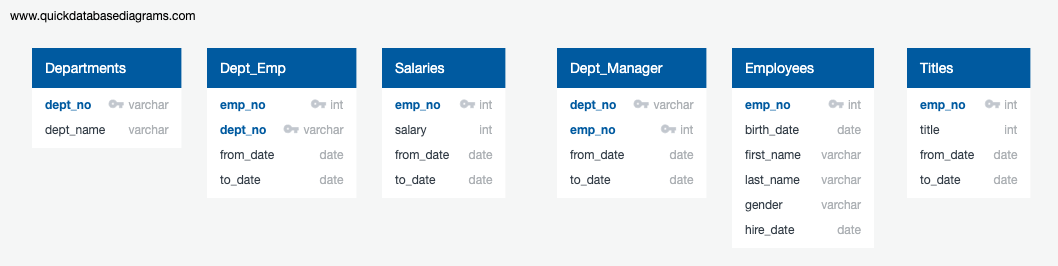 www.quickdatabasediagrams.com
Departments
dept_no varchar
dept_name varchar
Dept_Emp
emp_no int
dept_no varchar
from_date date
to_date date
Salaries
emp_no int
salary int
from_date date
to_date date
Dept_Manager
dept_no varchar
emp_no int
from_date date
to_date date
Employees
emp_no int
birth_date date
first_name varchar
last_name varchar
gender varchar
hire_date date
Titles
emp_no int
title int
from_date date
to_date date